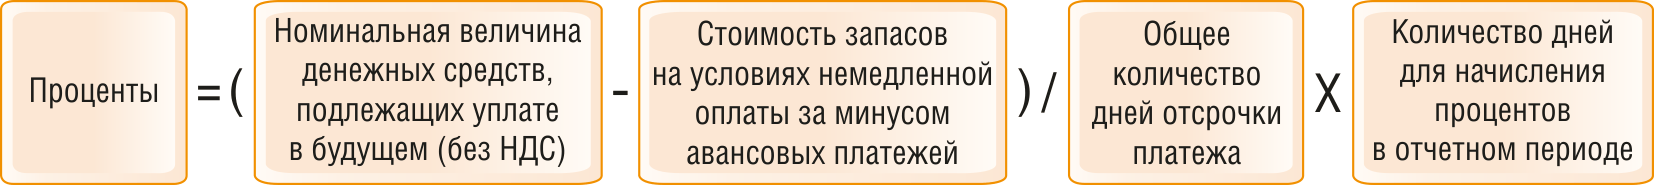 Проценты
= (
Номинальная величина
денежных средств,
подлежащих уплате
в будущем (без НДС)
-
Стоимость запасов
на условиях немедленной
оплаты за минусом
авансовых платежей
) /
Общее
количество
дней отсрочки
платежа
X
Количество дней
для начисления
процентов
в отчетном периоде